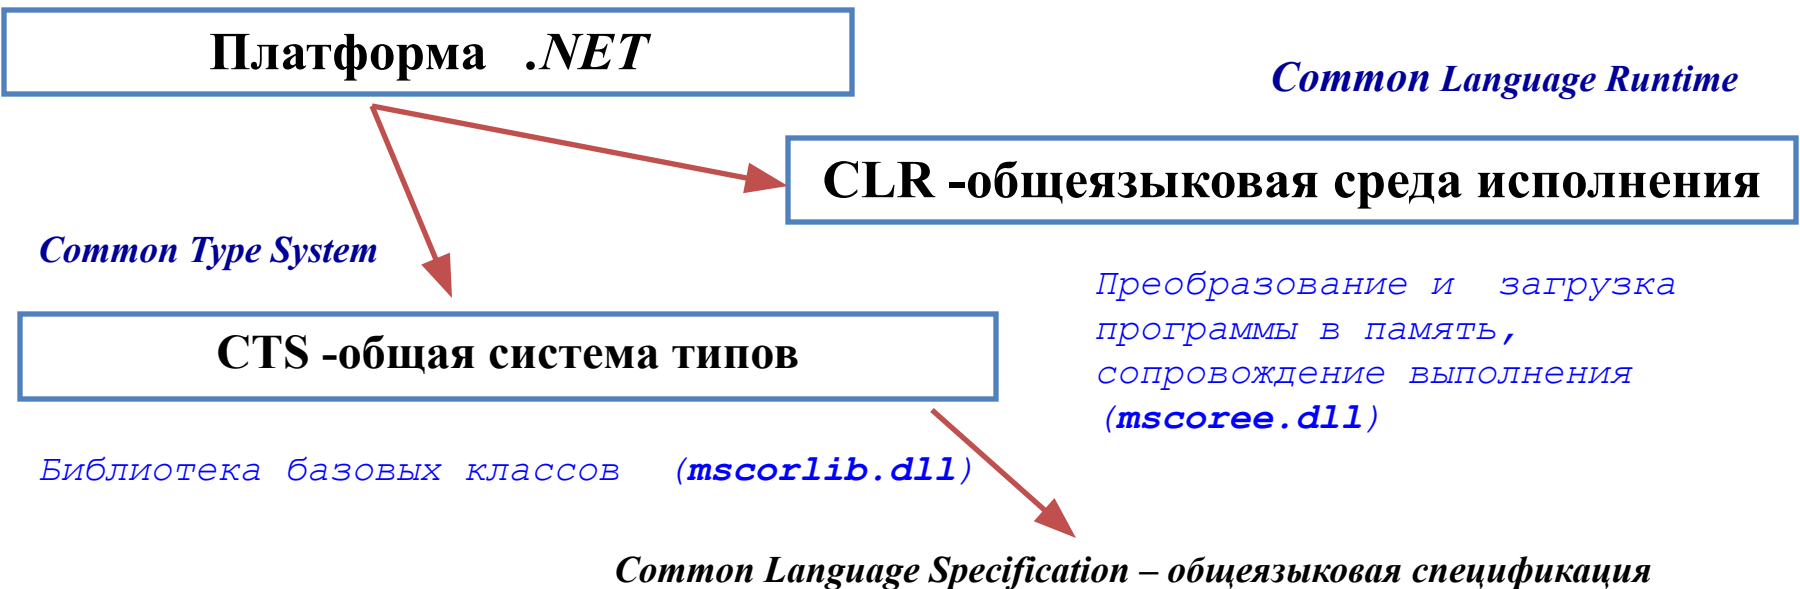 Платформа .NET
Common Language Runtime
CLR -общеязыковая среда исполнения
Common Type System
Преобразование и загрузка
программы в память,
сопровождение выполнения
(mscoree.dll)
CTS -общая система типов
Библиотека базовых классов (mscorlib.dll)
Common Language Specification – общеязыковая спецификация